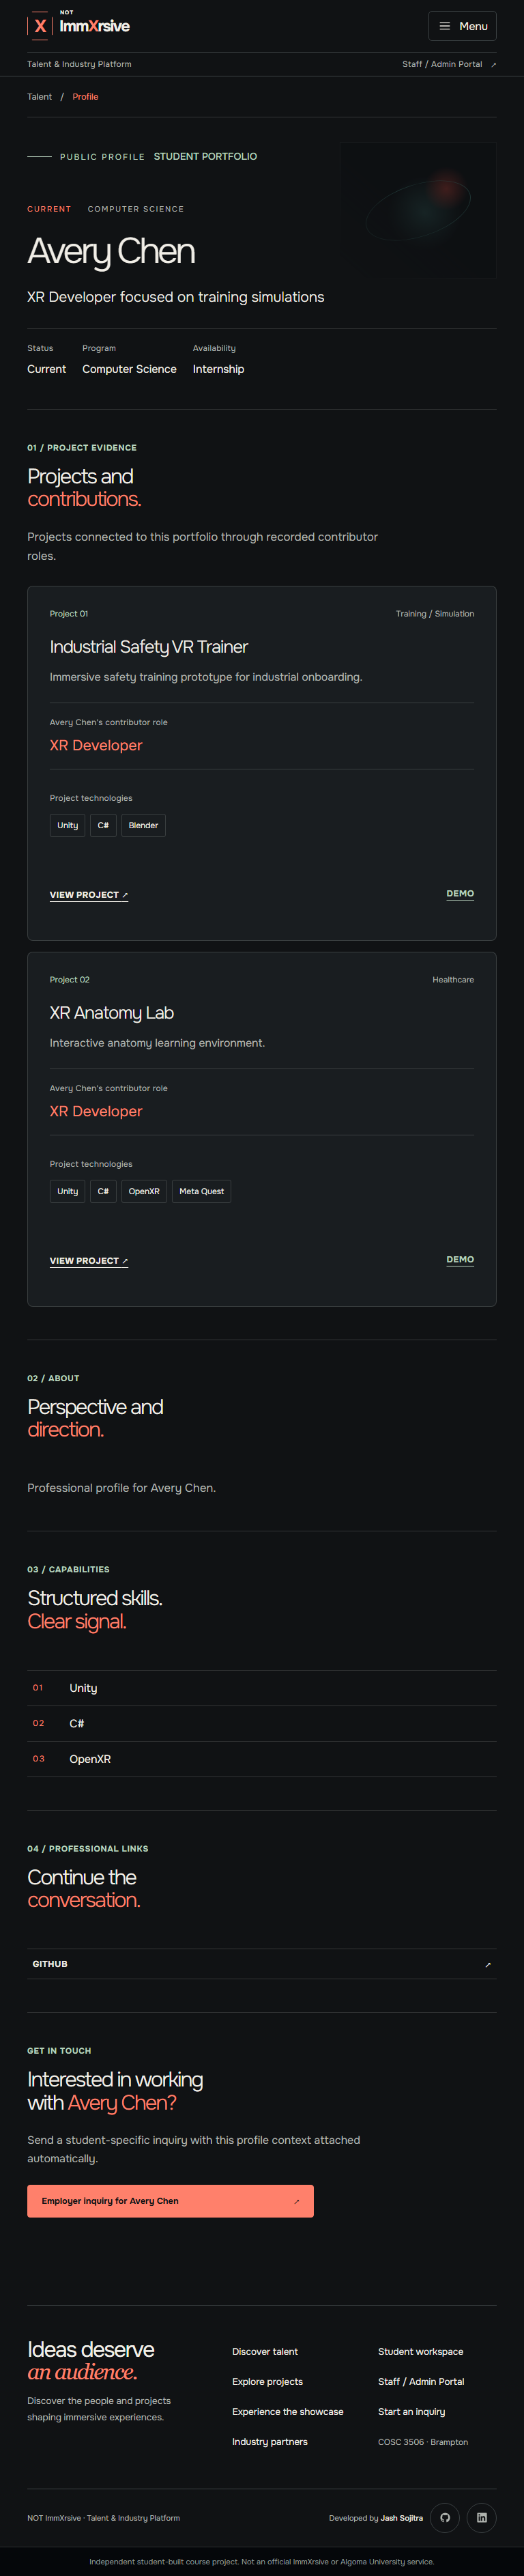 X
NOT
ImmXrsive
Menu
Talent & Industry Platform
Staff / Admin Portal ↗
Talent / Profile
PUBLIC PROFILE STUDENT PORTFOLIO
CURRENT COMPUTER SCIENCE
Avery Chen
XR Developer focused on training simulations
Status Program Availability
Current Computer Science Internship
01 / PROJECT EVIDENCE
Projects and
contributions.
Projects connected to this portfolio through recorded contributor
roles.
Project 01
Training / Simulation
Industrial Safety VR Trainer
Immersive safety training prototype for industrial onboarding.
Avery Chen's contributor role
XR Developer
Project technologies
Unity C# Blender
VIEW PROJECT ↗
DEMO
Project 02
Healthcare
XR Anatomy Lab
Interactive anatomy learning environment.
Avery Chen's contributor role
XR Developer
Project technologies
Unity C# OpenXR Meta Quest
VIEW PROJECT ↗
DEMO
02 / ABOUT
Perspective and
direction.
Professional profile for Avery Chen.
03 / CAPABILITIES
Structured skills.
Clear signal.
01 Unity
02 C#
03 OpenXR
04 / PROFESSIONAL LINKS
Continue the
conversation.
GITHUB ↗
GET IN TOUCH
Interested in working
with Avery Chen?
Send a student-specific inquiry with this profile context attached
automatically.
Employer inquiry for Avery Chen ↗
Ideas deserve
an audience.
Discover the people and projects
shaping immersive experiences.
Discover talent
Explore projects
Experience the showcase
Industry partners
Student workspace
Staff / Admin Portal
Start an inquiry
COSC 3506 · Brampton
NOT ImmXrsive · Talent & Industry Platform
Developed by Jash Sojitra
Independent student-built course project. Not an official ImmXrsive or Algoma University service.